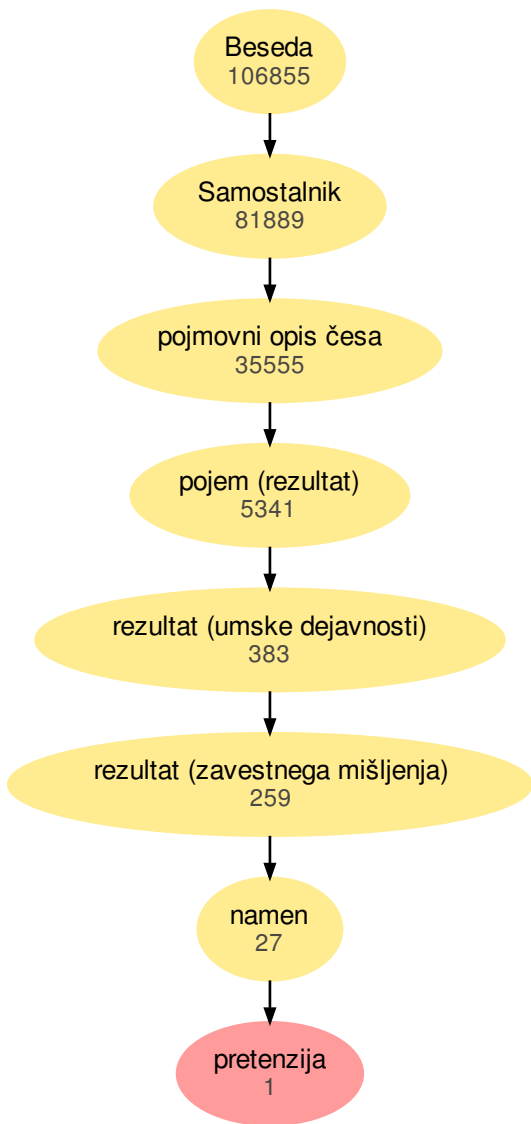 Beseda
106855
Samostalnik
81889
pojmovni opis česa
35555
pojem (rezultat)
5341
rezultat (umske dejavnosti)
383
rezultat (zavestnega mišljenja)
259
namen
27
pretenzija
1